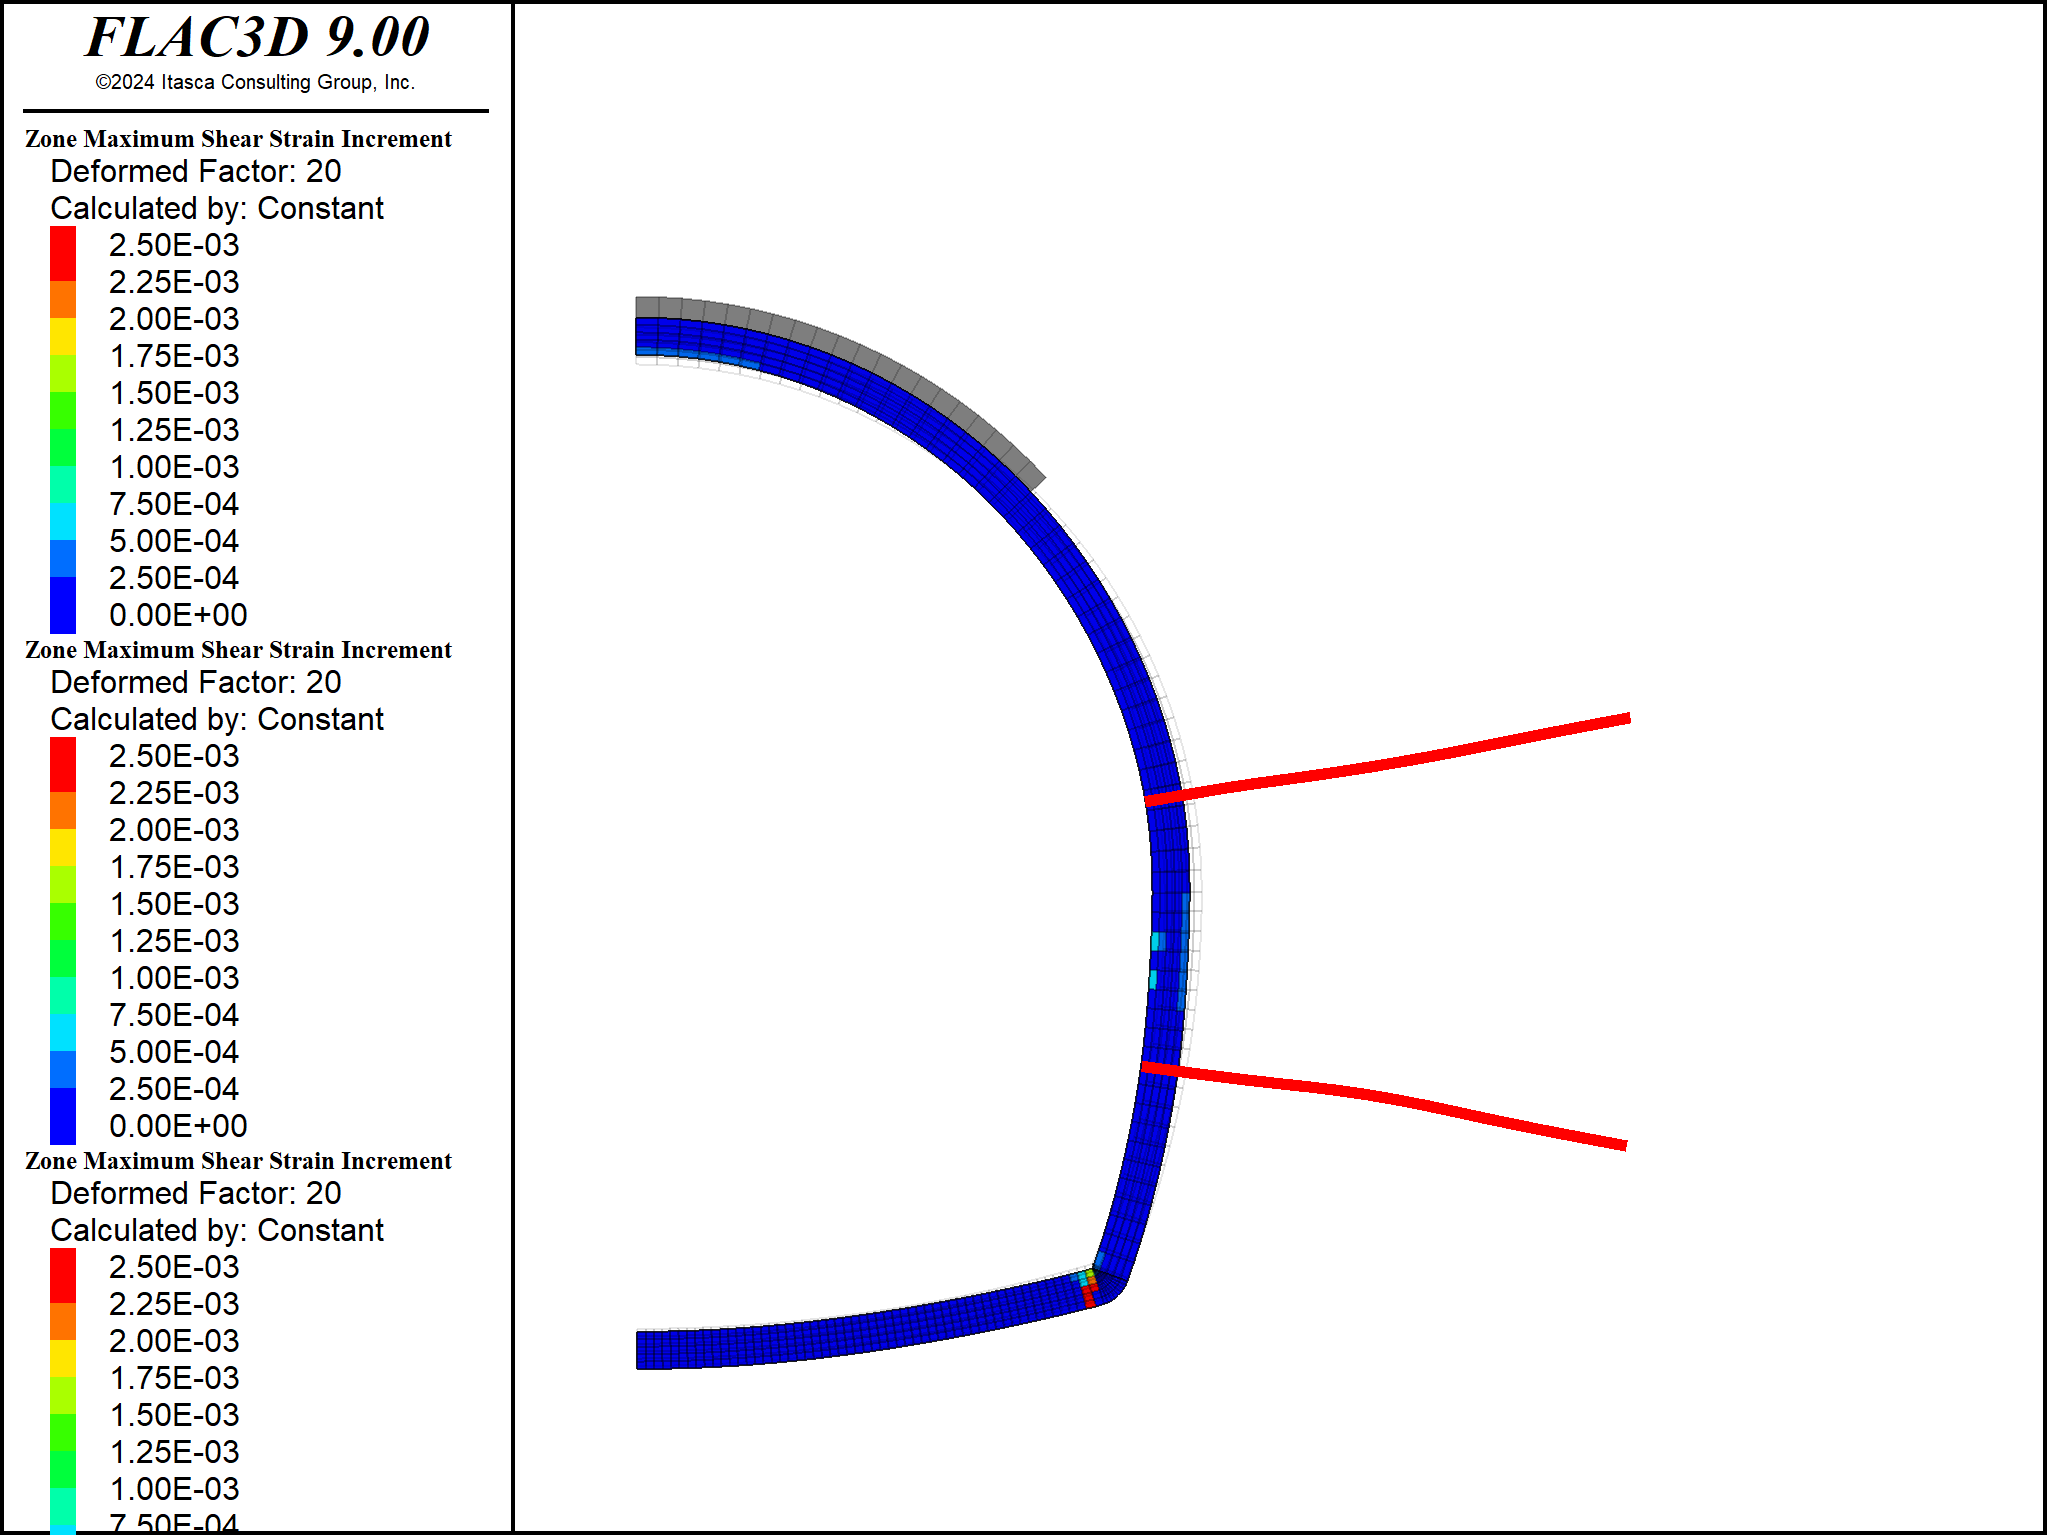 FLAC3D 9.00
©2024 Itasca Consulting Group, Inc.
Zone Maximum Shear Strain Increment
Deformed Factor: 20
Calculated by: Constant
2.50E-03
2.25E-03
2.00E-03
1.75E-03
1.50E-03
1.25E-03
1.00E-03
7.50E-04
5.00E-04
2.50E-04
0.00E+00
Zone Maximum Shear Strain Increment
Deformed Factor: 20
Calculated by: Constant
2.50E-03
2.25E-03
2.00E-03
1.75E-03
1.50E-03
1.25E-03
1.00E-03
7.50E-04
5.00E-04
2.50E-04
0.00E+00
Zone Maximum Shear Strain Increment
Deformed Factor: 20
Calculated by: Constant
2.50E-03
2.25E-03
2.00E-03
1.75E-03
1.50E-03
1.25E-03
1.00E-03
7.50E-04